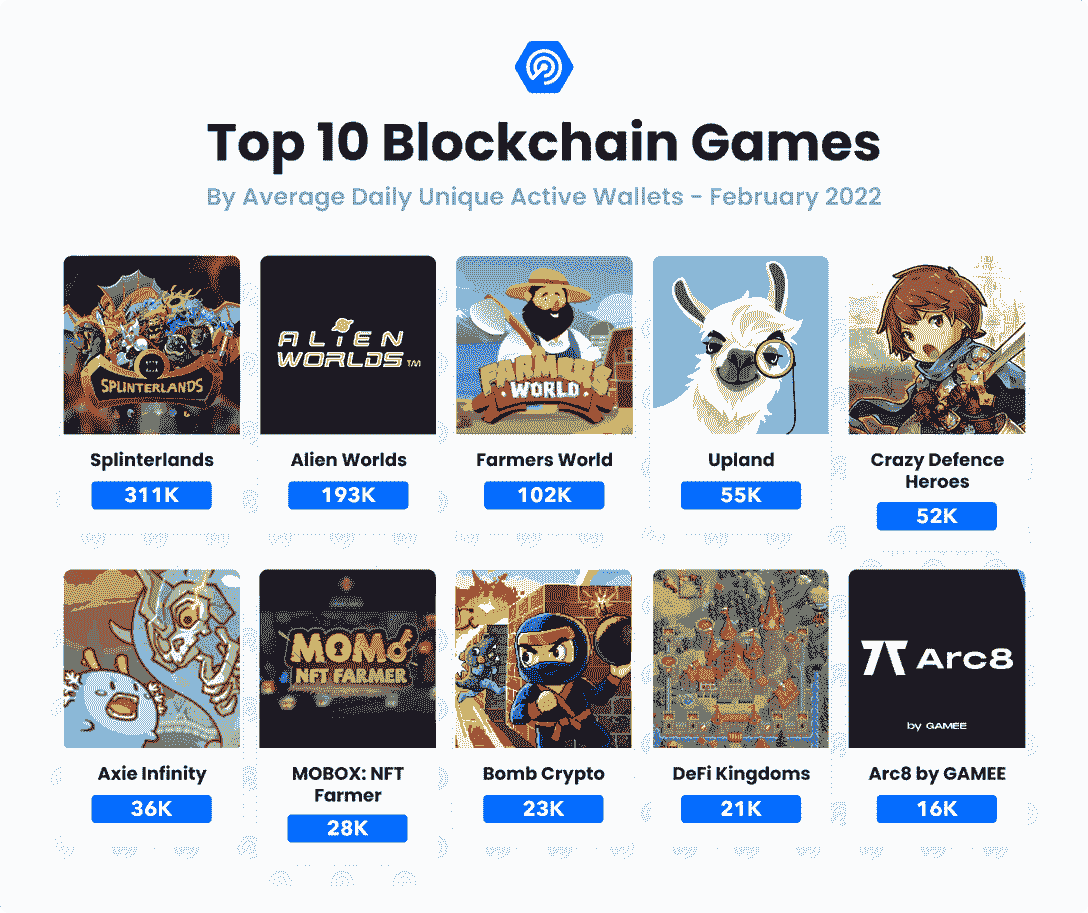 Top 10 Blockchain Games
By Average Daily Unique Active Wallets - February 2022
SPLINTERLANDS
ALIEN
WORLDS™
FARMERS
WORLD
Splinterlands
311K
Alien Worlds
193K
Farmers World
102K
Upland
55K
Crazy Defence
Heroes
52K
MOMO
NFT FARMER
Arc8
by GAMEE
Axie Infinity
36K
MOBOX: NFT
Farmer
28K
Bomb Crypto
23K
DeFi Kingdoms
21K
Arc8 by GAMEE
16K